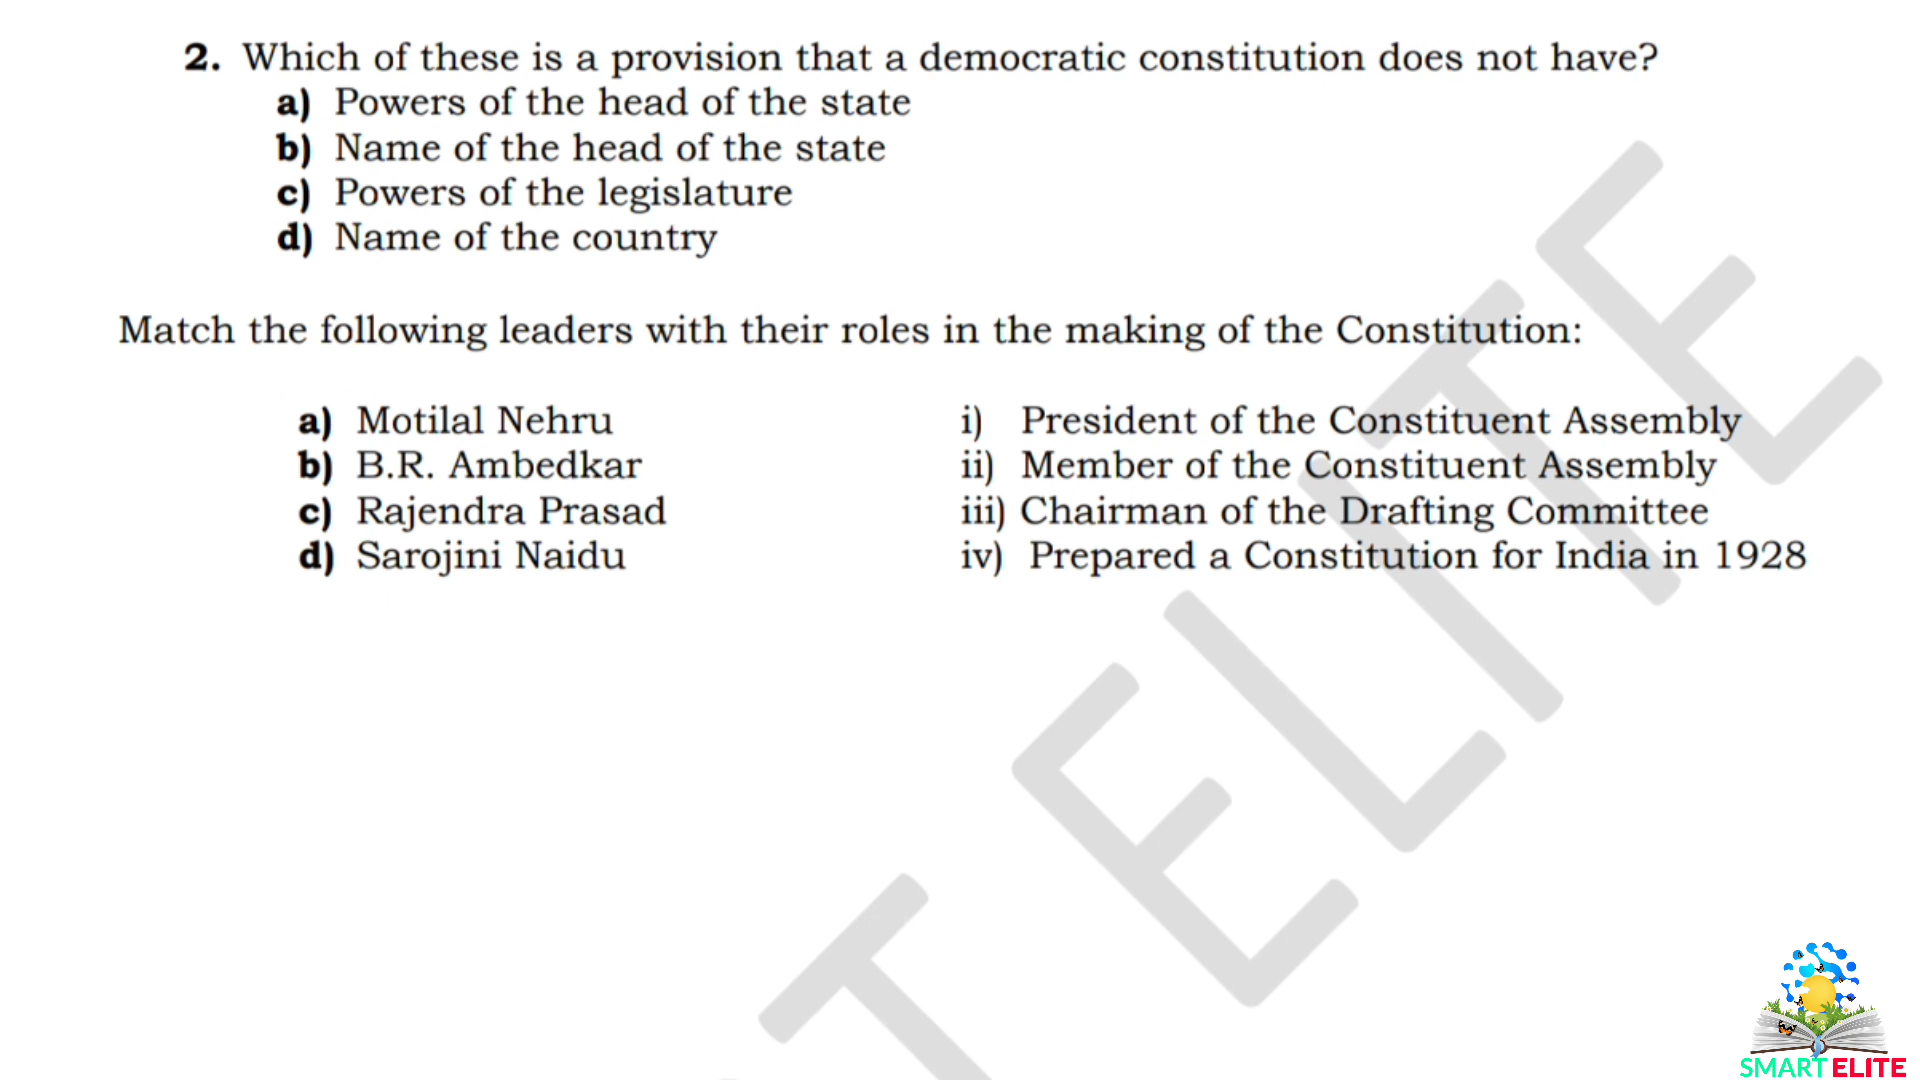 2. Which of these is a provision that a democratic constitution does not have?
a) Powers of the head of the state
b) Name of the head of the state
c) Powers of the legislature
d) Name of the country
Match the following leaders with their roles in the making of the Constitution:
a) Motilal Nehru i) President of the Constituent Assembly
b) B.R. Ambedkar ii) Member of the Constituent Assembly
c) Rajendra Prasad iii) Chairman of the Drafting Committee
d) Sarojini Naidu iv) Prepared a Constitution for India in 1928
T ELITE
SMART ELITE